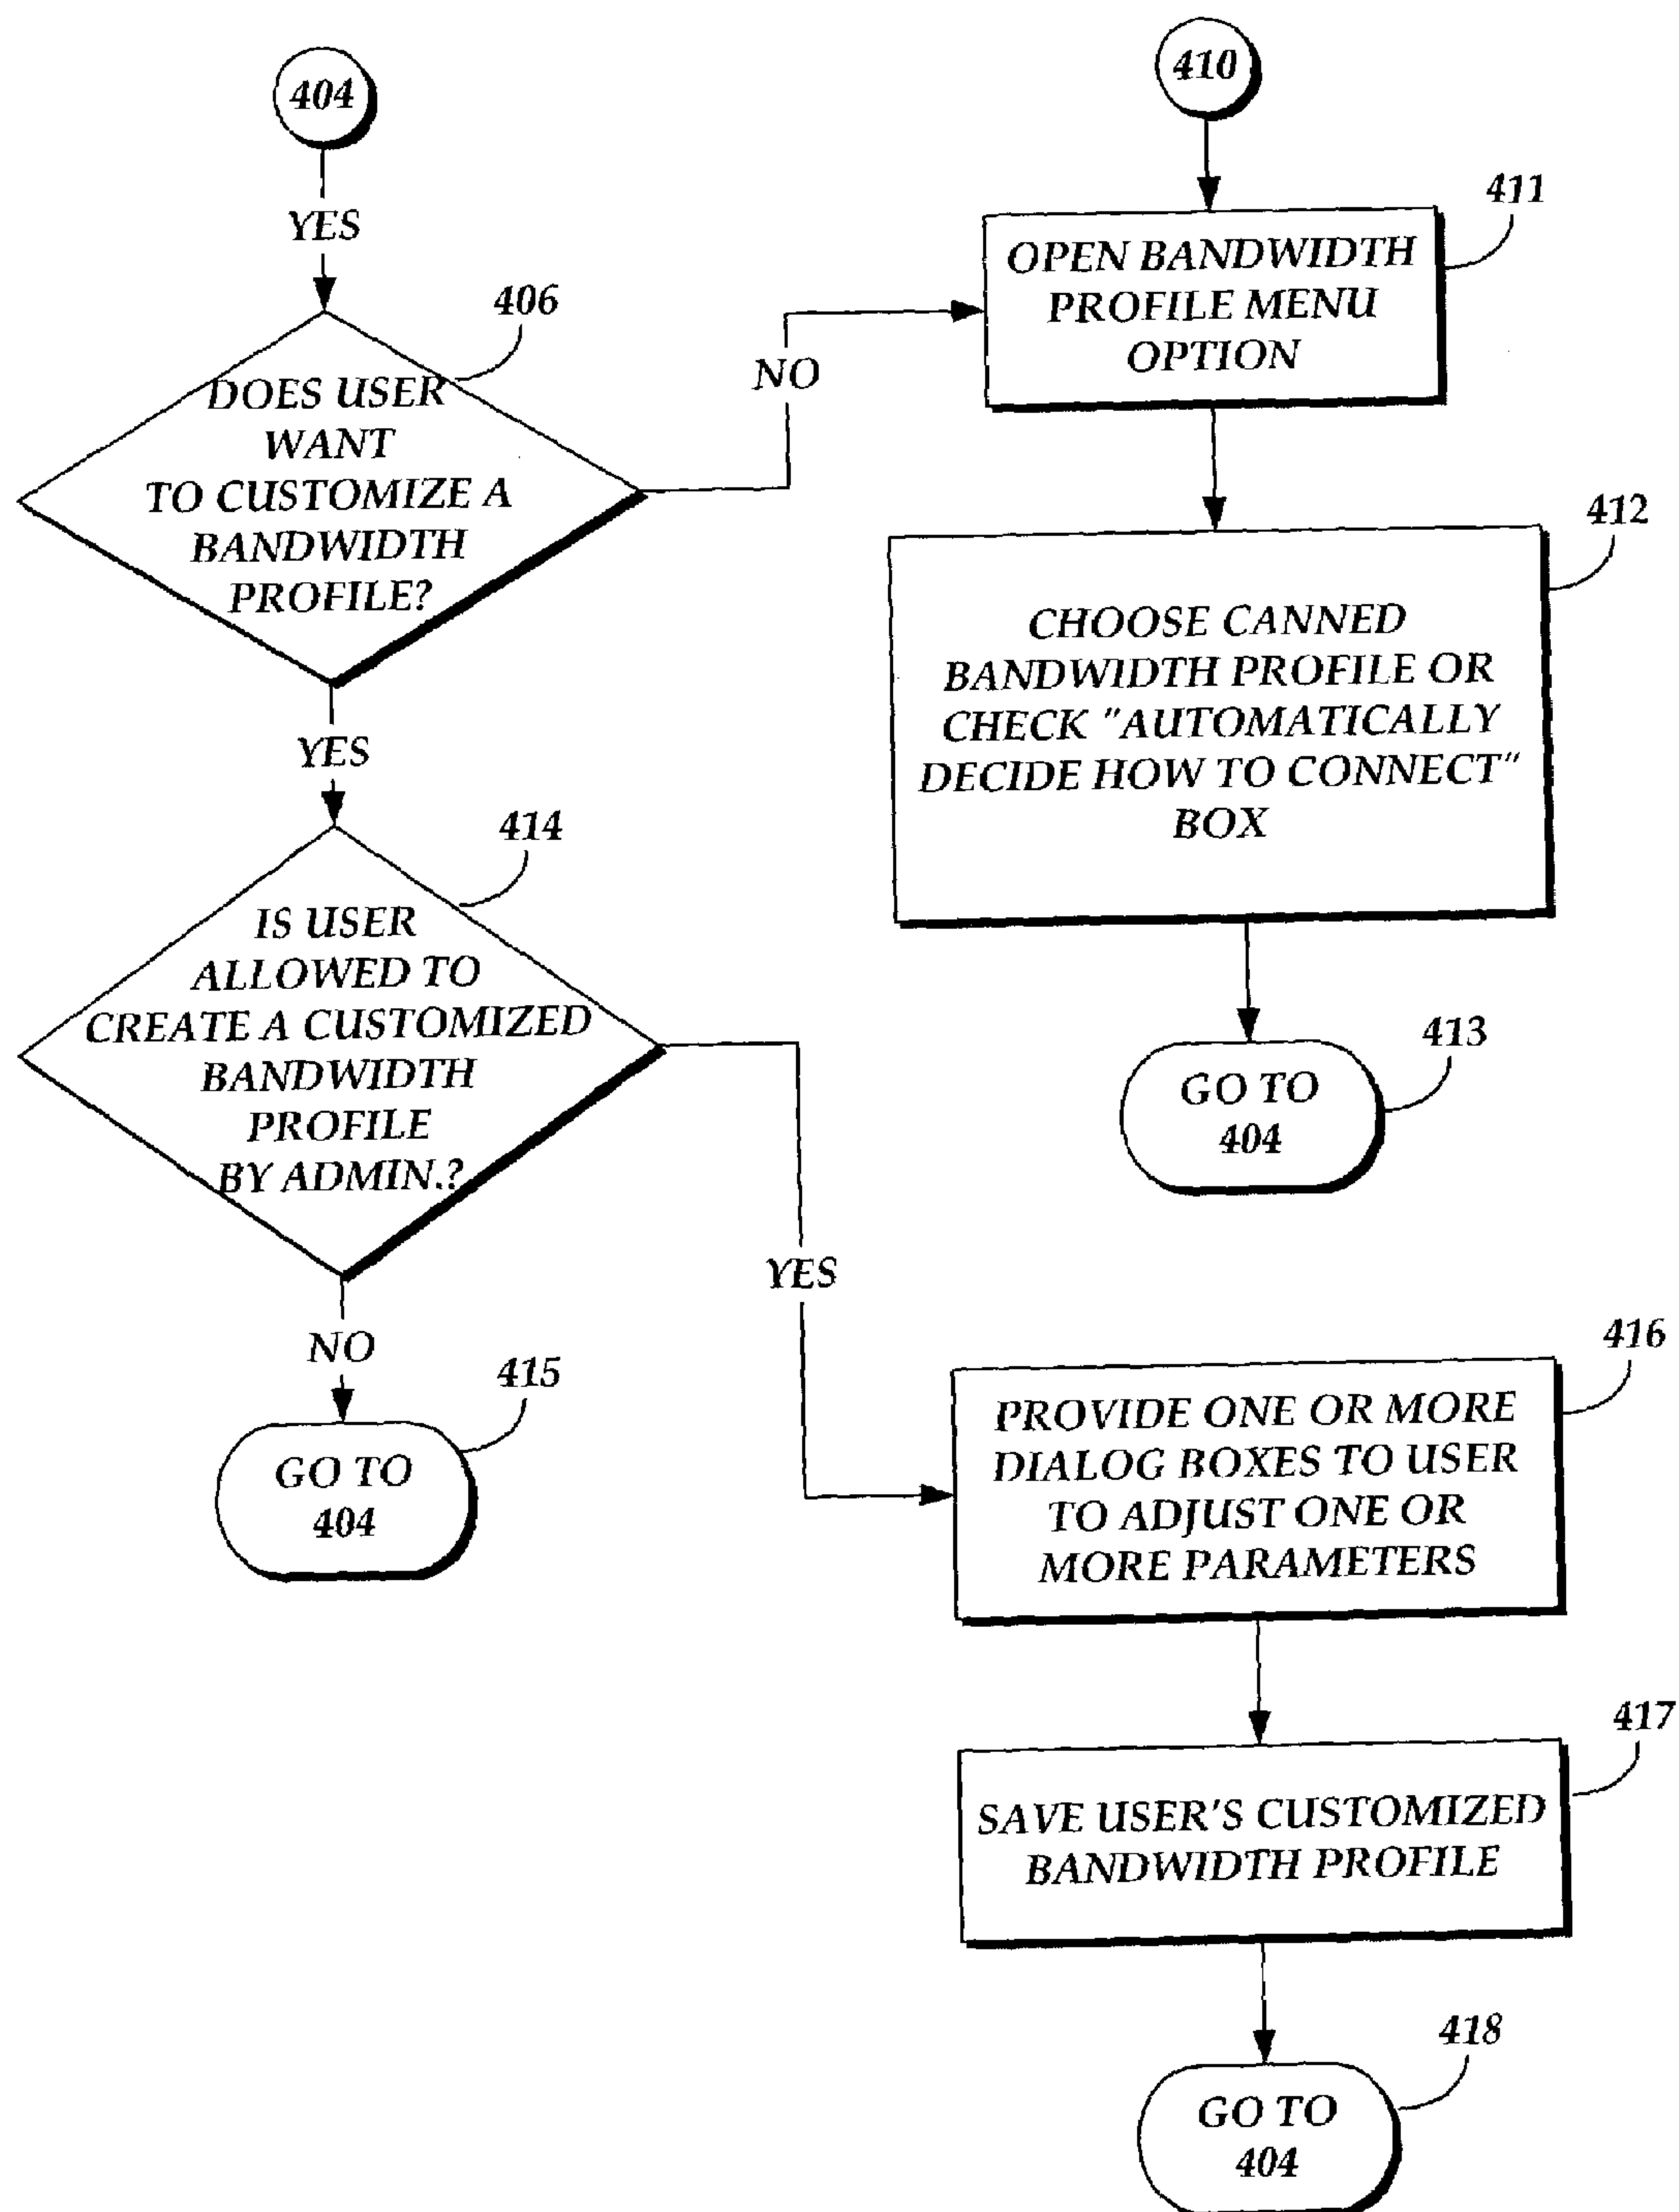 404
YES
406
DOES USER
WANT
TO CUSTOMIZE A
BANDWIDTH
PROFILE?
NO
YES
414
IS USER
ALLOWED TO
CREATE A CUSTOMIZED
BANDWIDTH
PROFILE
BY ADMIN.?
NO
415
GO TO
404
YES
410
411
OPEN BANDWIDTH
PROFILE MENU
OPTION
412
CHOOSE CANNED
BANDWIDTH PROFILE OR
CHECK "AUTOMATICALLY
DECIDE HOW TO CONNECT"
BOX
413
GO TO
404
416
PROVIDE ONE OR MORE
DIALOG BOXES TO USER
TO ADJUST ONE OR
MORE PARAMETERS
417
SAVE USER'S CUSTOMIZED
BANDWIDTH PROFILE
418
GO TO
404